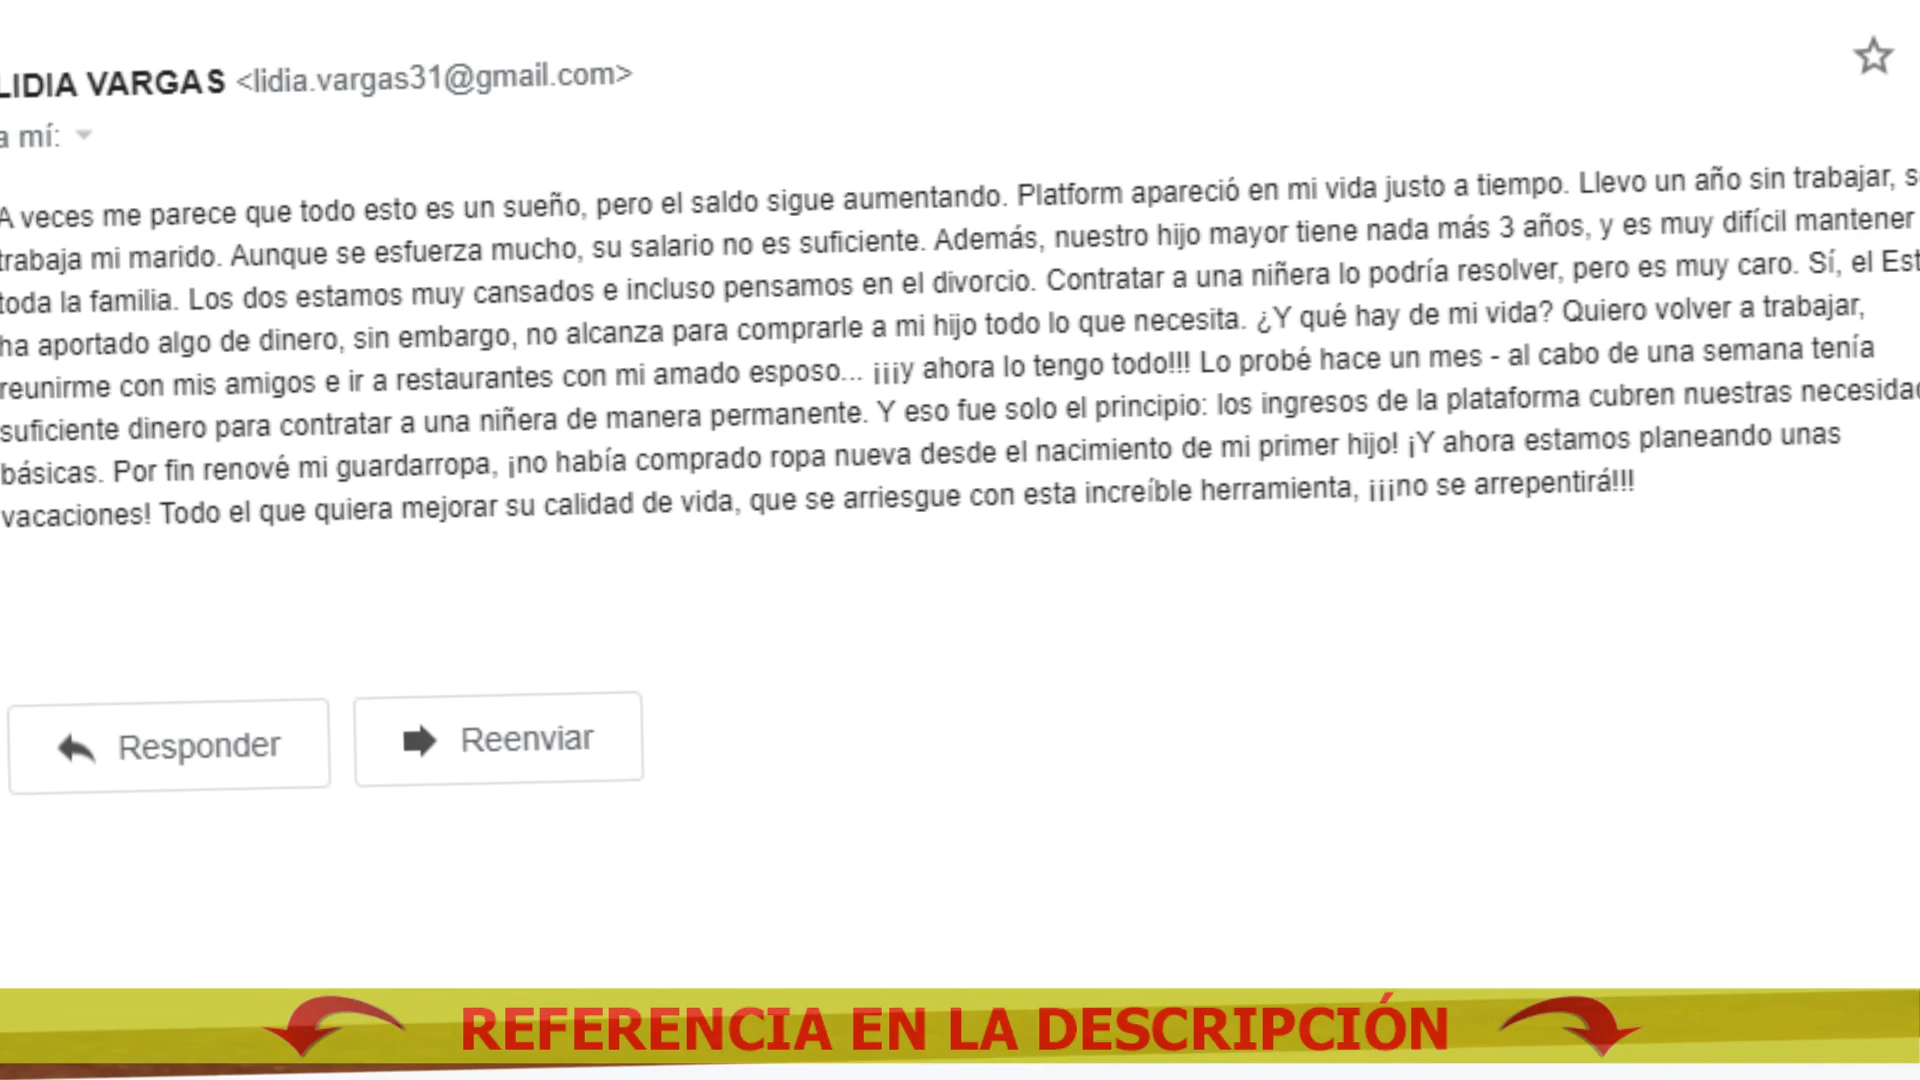 LIDIA VARGAS <lidia.vargas31@gmail.com>
a mí:
A veces me parece que todo esto es un sueño, pero el saldo sigue aumentando. Platform apareció en mi vida justo a tiempo. Llevo un año sin trabajar, s
trabaja mi marido. Aunque se esfuerza mucho, su salario no es suficiente. Además, nuestro hijo mayor tiene nada más 3 años, y es muy difícil mantener
toda la familia. Los dos estamos muy cansados e incluso pensamos en el divorcio. Contratar a una niñera lo podría resolver, pero es muy caro. Sí, el Est
ha aportado algo de dinero, sin embargo, no alcanza para comprarle a mi hijo todo lo que necesita. ¿Y qué hay de mi vida? Quiero volver a trabajar,
reunirme con mis amigos e ir a restaurantes con mi amado esposo... ¡¡¡y ahora lo tengo todo!!! Lo probé hace un mes - al cabo de una semana tenía
suficiente dinero para contratar a una niñera de manera permanente. Y eso fue solo el principio: los ingresos de la plataforma cubren nuestras necesidad
básicas. Por fin renové mi guardarropa, ¡no había comprado ropa nueva desde el nacimiento de mi primer hijo! ¡Y ahora estamos planeando unas
vacaciones! Todo el que quiera mejorar su calidad de vida, que se arriesgue con esta increíble herramienta, ¡¡¡no se arrepentirá!!!
Responder
Reenviar
REFERENCIA EN LA DESCRIPCIÓN